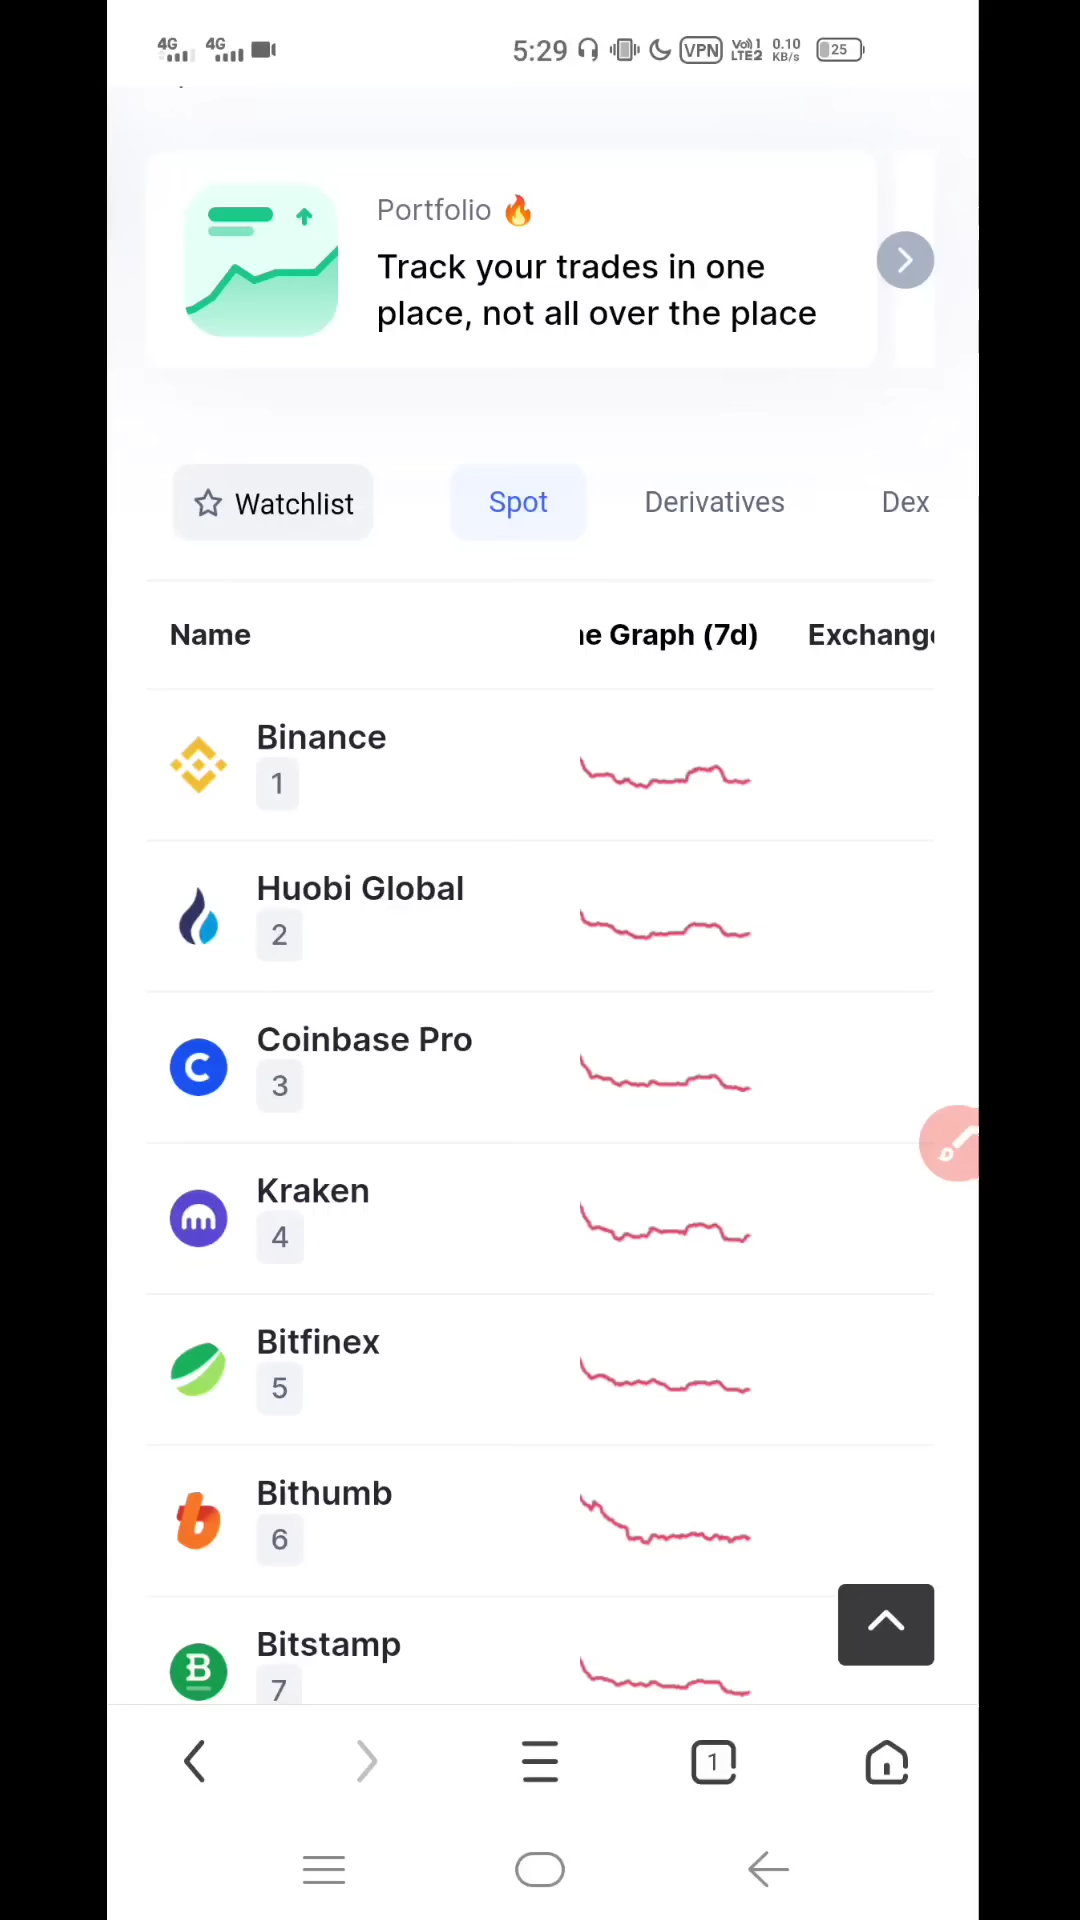 4G 4G 5:29 VPN Vo)) 1 LTE2 0.10 KB/s 25
Portfolio 🔥
Track your trades in one
place, not all over the place
Watchlist Spot Derivatives Dex
Name ne Graph (7d) Exchang
Binance
1
Huobi Global
2
Coinbase Pro
3
Kraken
4
Bitfinex
5
Bithumb
6
Bitstamp
7
1